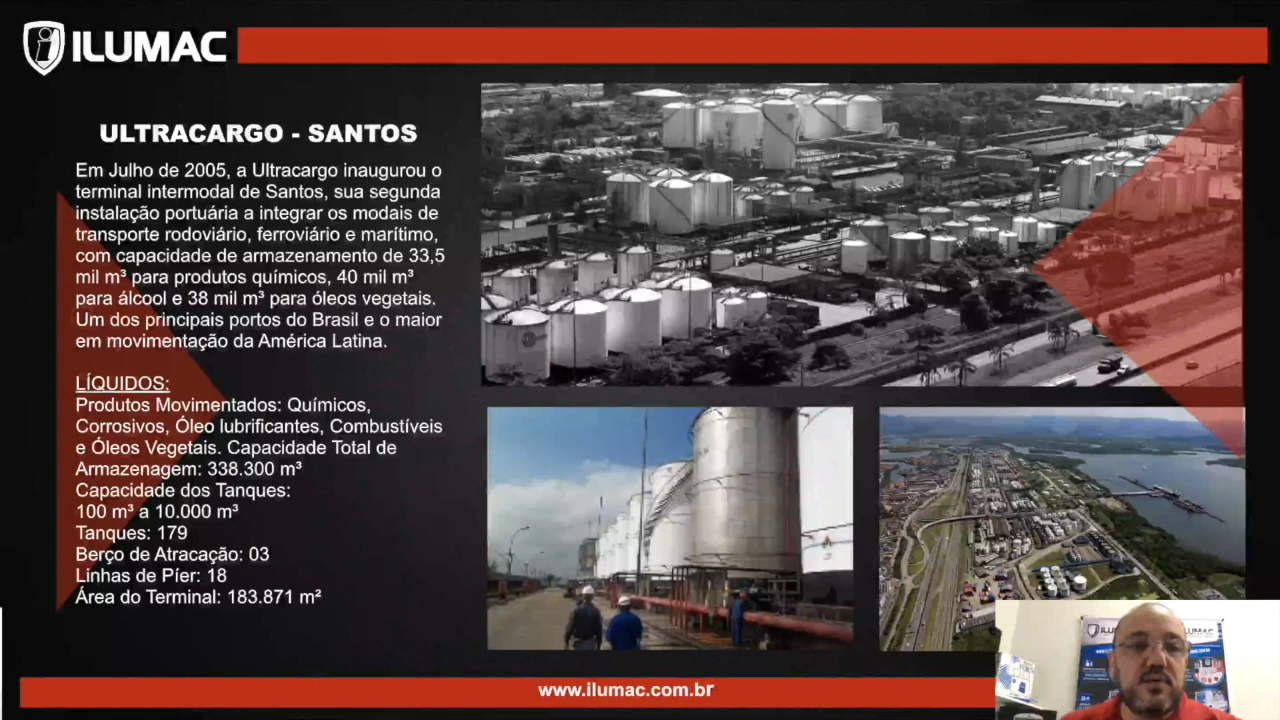 ILUMAC
ULTRACARGO - SANTOS
Em Julho de 2005, a Ultracargo inaugurou o
terminal intermodal de Santos, sua segunda
instalação portuária a integrar os modais de
transporte rodoviário, ferroviário e marítimo,
com capacidade de armazenamento de 33,5
mil m³ para produtos químicos, 40 mil m³
para álcool e 38 mil m³ para óleos vegetais.
Um dos principais portos do Brasil e o maior
em movimentação da América Latina.
LÍQUIDOS:
Produtos Movimentados: Químicos,
Corrosivos, Óleo lubrificantes, Combustíveis
e Óleos Vegetais. Capacidade Total de
Armazenagem: 338.300 m³
Capacidade dos Tanques:
100 m³ a 10.000 m³
Tanques: 179
Berço de Atracação: 03
Linhas de Píer: 18
Área do Terminal: 183.871 m²
www.ilumac.com.br